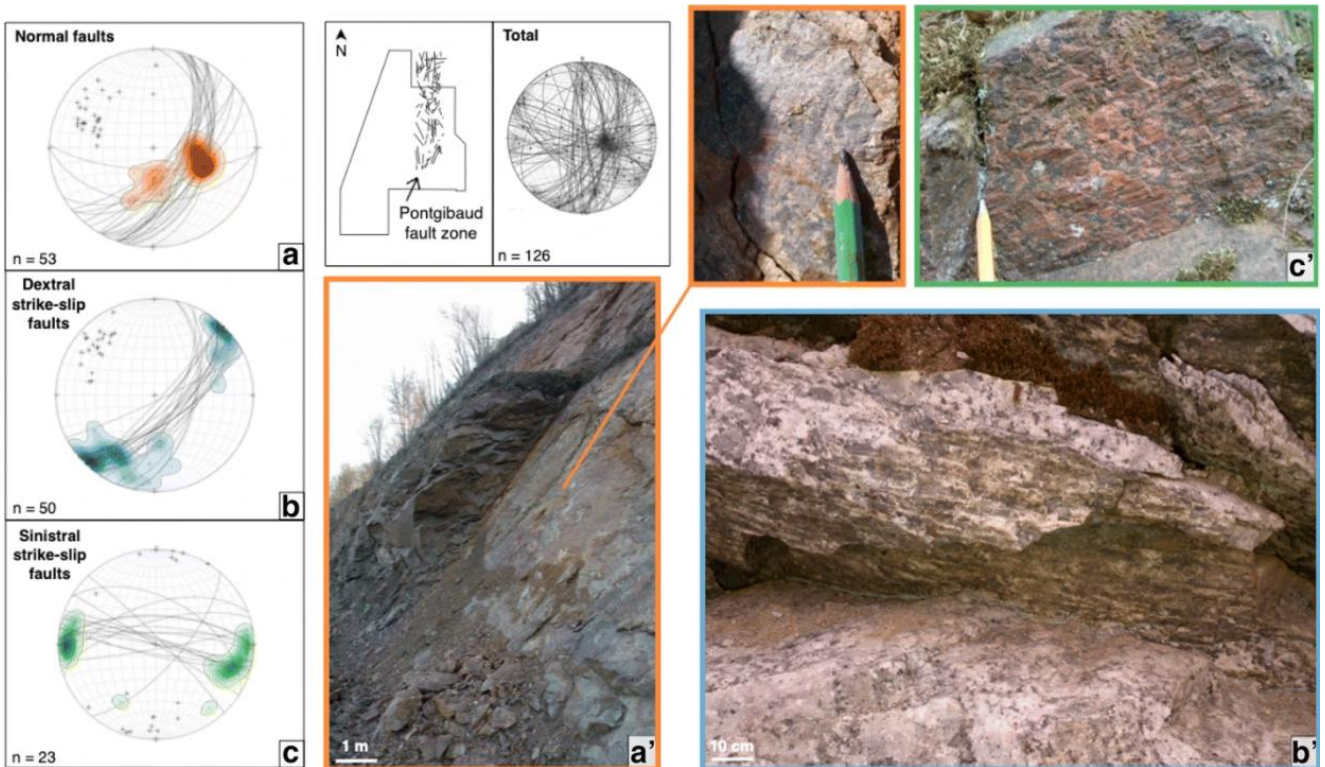 Normal faults
n = 53
a
Dextral
strike-slip
faults
n = 50
b
Sinistral
strike-slip
faults
n = 23
c
N
Pontgibaud
fault zone
Total
n = 126
1 m
a'
c'
10 cm
b'